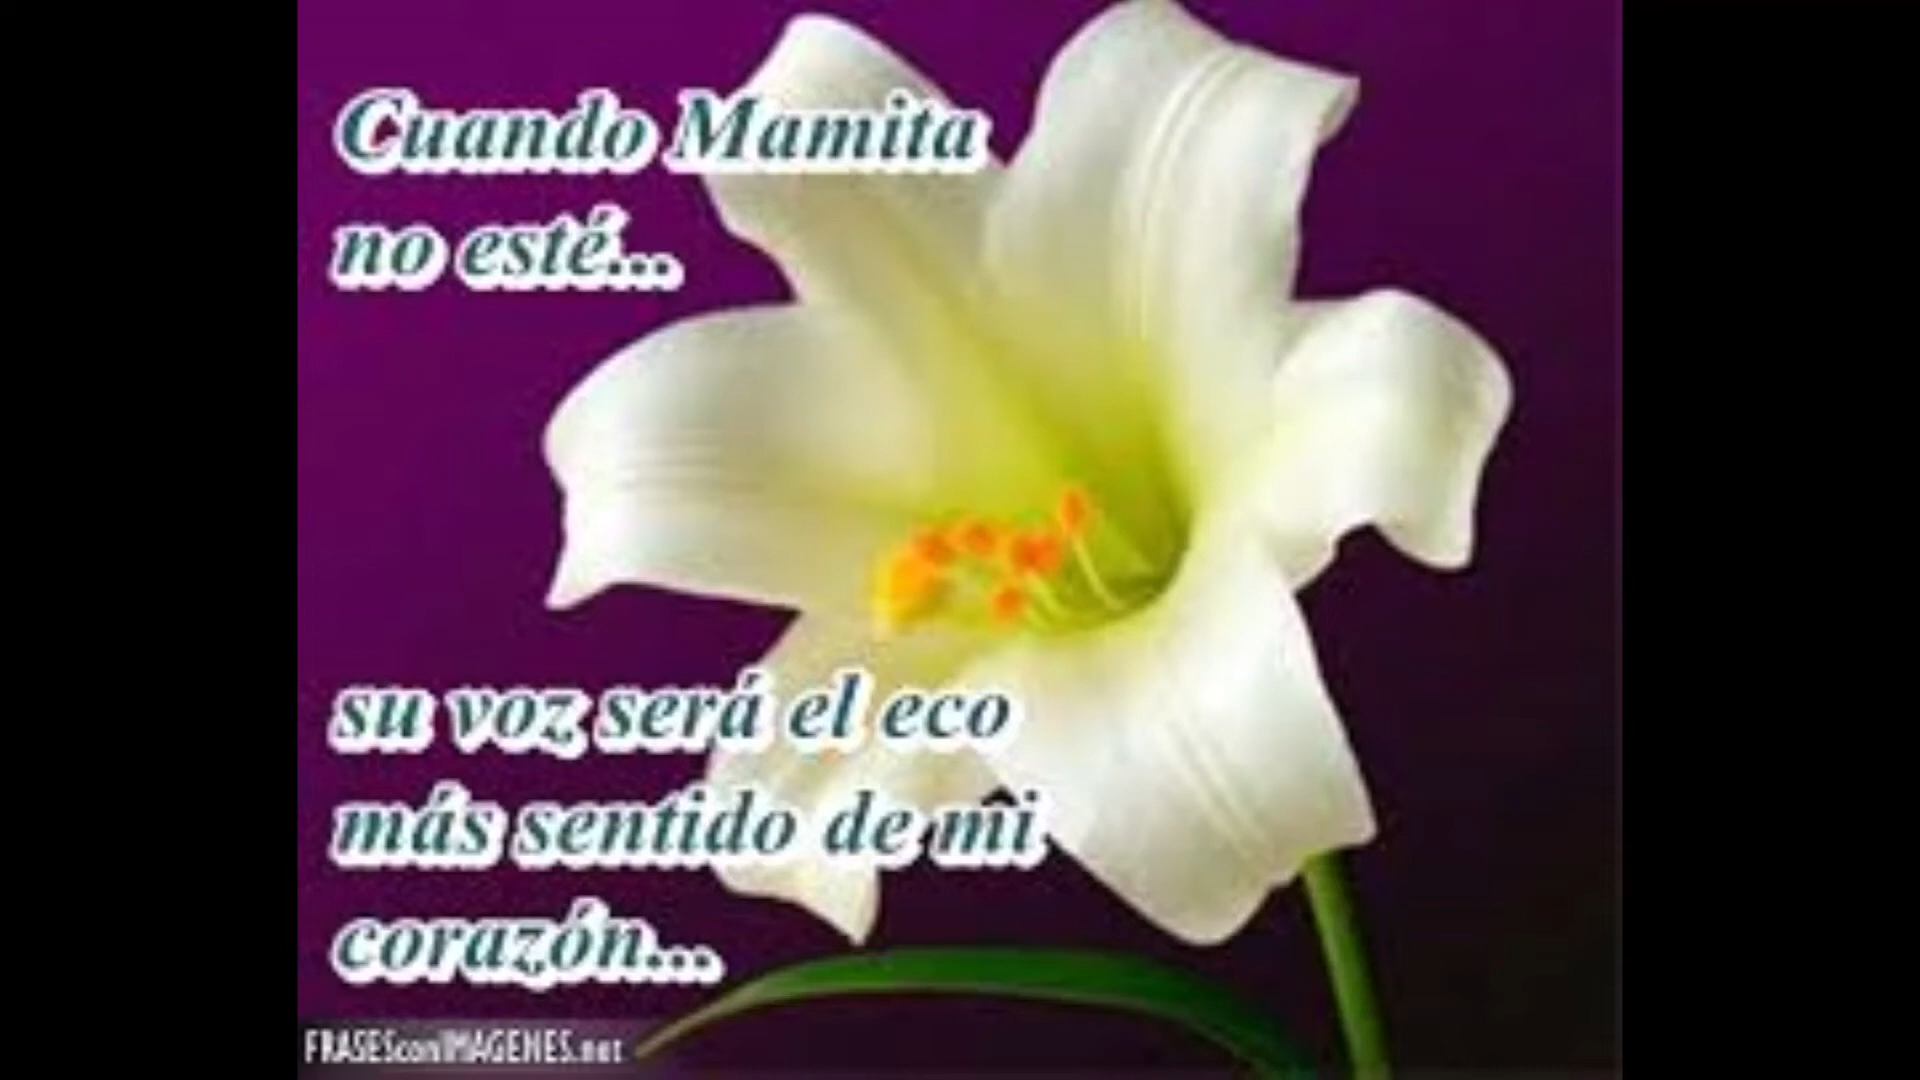 Cuando Mamita
no esté...
su voz será el eco
más sentido de mi
corazón...
FRASESconIMAGENES.net